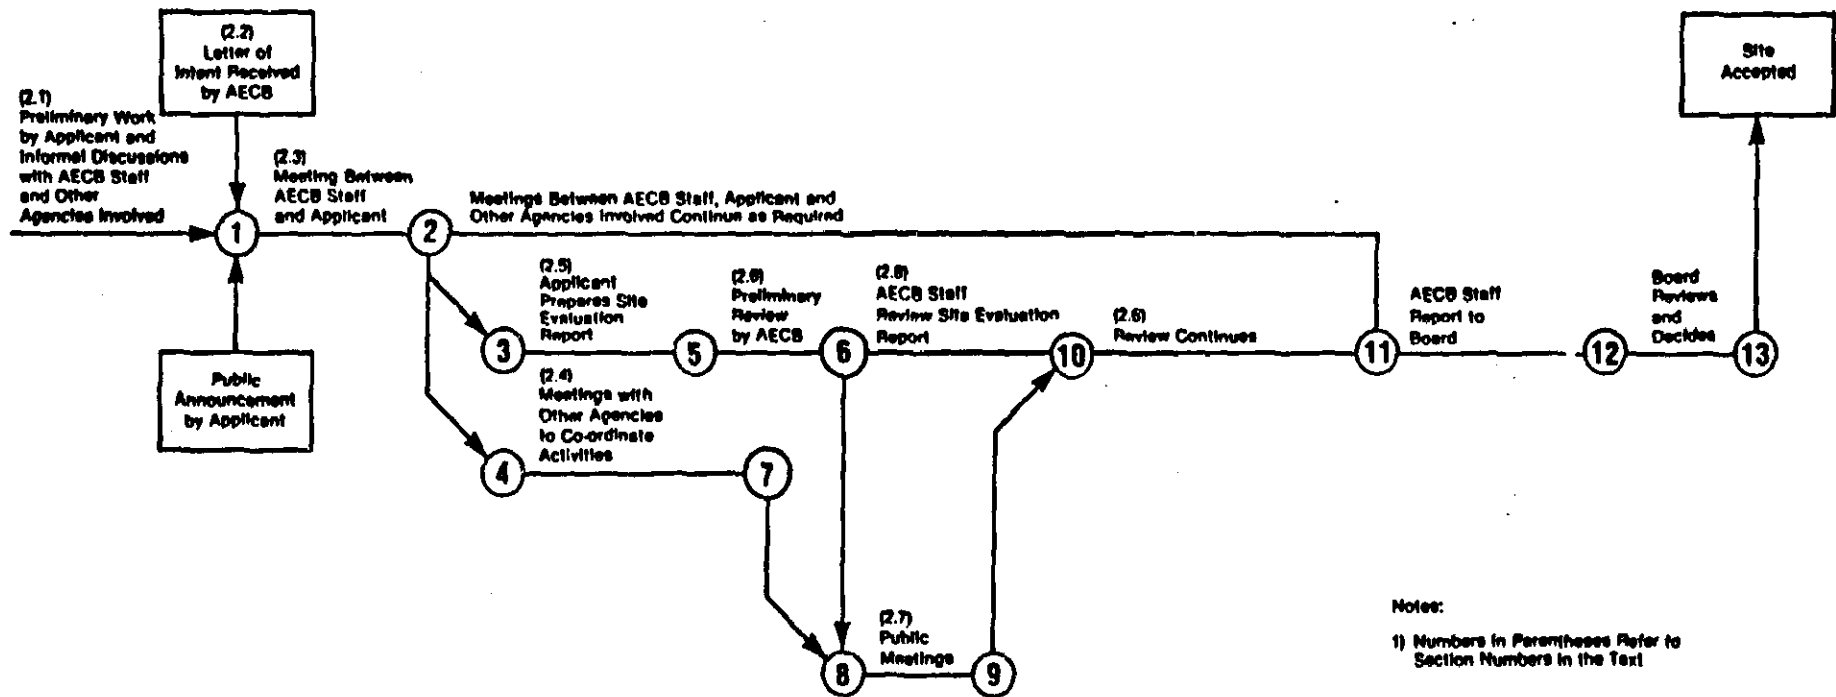 (2.2)
Letter of
Intent Received
by AECB
Site
Accepted
(2.1)
Preliminary Work
by Applicant and
Informal Discussions
with AECB Staff
and Other
Agencies Involved
(2.3)
Meeting Between
AECB Staff
and Applicant
Meetings Between AECB Staff, Applicant and
Other Agencies Involved Continue as Required
1
2
(2.5)
Applicant
Prepares Site
Evaluation
Report
(2.6)
Preliminary
Review
by AECB
(2.6)
AECB Staff
Review Site Evaluation
Report
(2.6)
Review Continues
AECB Staff
Report to
Board
Board
Reviews
and
Decides
3
5
6
10
11
12
13
Public
Announcement
by Applicant
(2.4)
Meetings with
Other Agencies
to Co-ordinate
Activities
4
7
(2.7)
Public
Meetings
8
9
Notes:
1) Numbers in Parentheses Refer to
Section Numbers in the Text